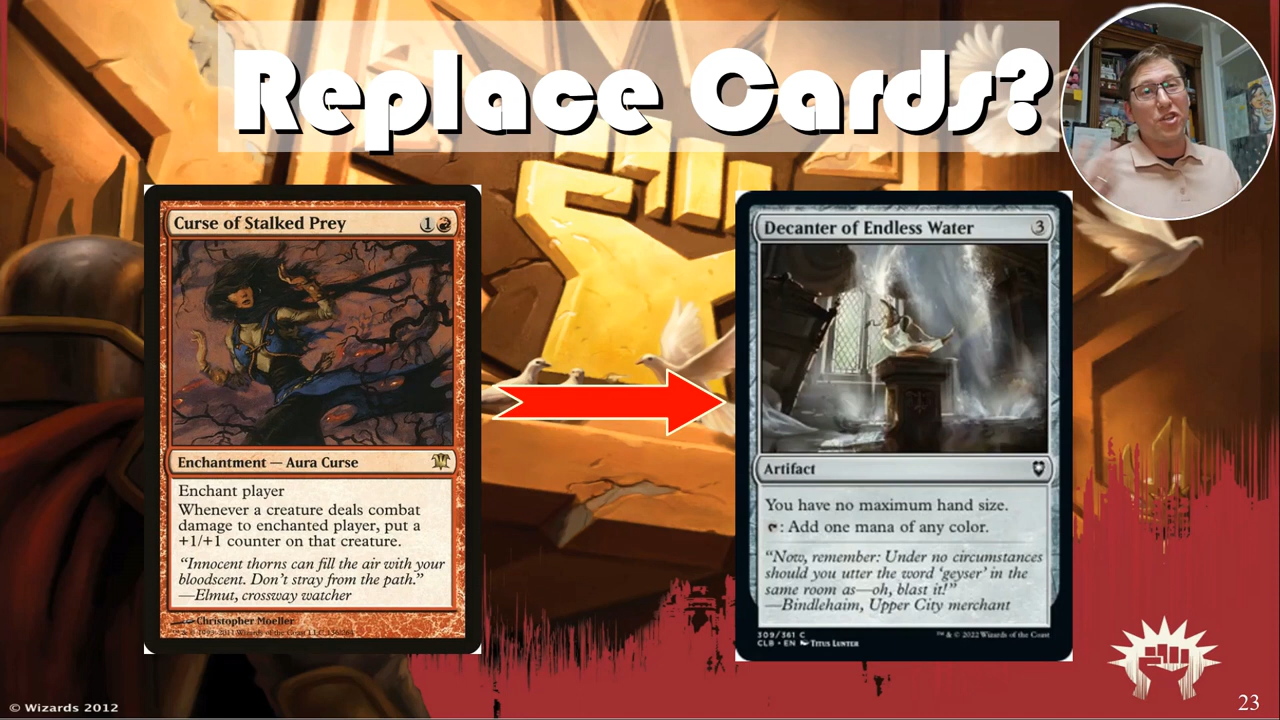 Replace Cards?
Curse of Stalked Prey
1
Enchantment — Aura Curse
Enchant player
Whenever a creature deals combat
damage to enchanted player, put a
+1/+1 counter on that creature.
“Innocent thorns can fill the air with your
bloodscent. Don’t stray from the path.”
—Elmut, crossway watcher
Christopher Moeller
Decanter of Endless Water
3
Artifact
You have no maximum hand size.
: Add one mana of any color.
“Now, remember: Under no circumstances
should you utter the word ‘geyser’ in the
same room as—oh, blast it!”
—Bindlehaim, Upper City merchant
309/361 C
CLB • EN Titus Lunter
™ & © 2022 Wizards of the Coast
© Wizards 2012
23